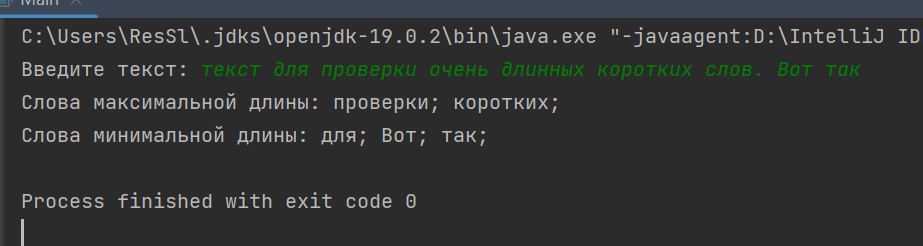 Main
C:\Users\ResSl\.jdks\openjdk-19.0.2\bin\java.exe "-javaagent:D:\IntelliJ ID
Введите текст: текст для проверки очень длинных коротких слов. Вот так
Слова максимальной длины: проверки; коротких;
Слова минимальной длины: для; Вот; так;
Process finished with exit code 0